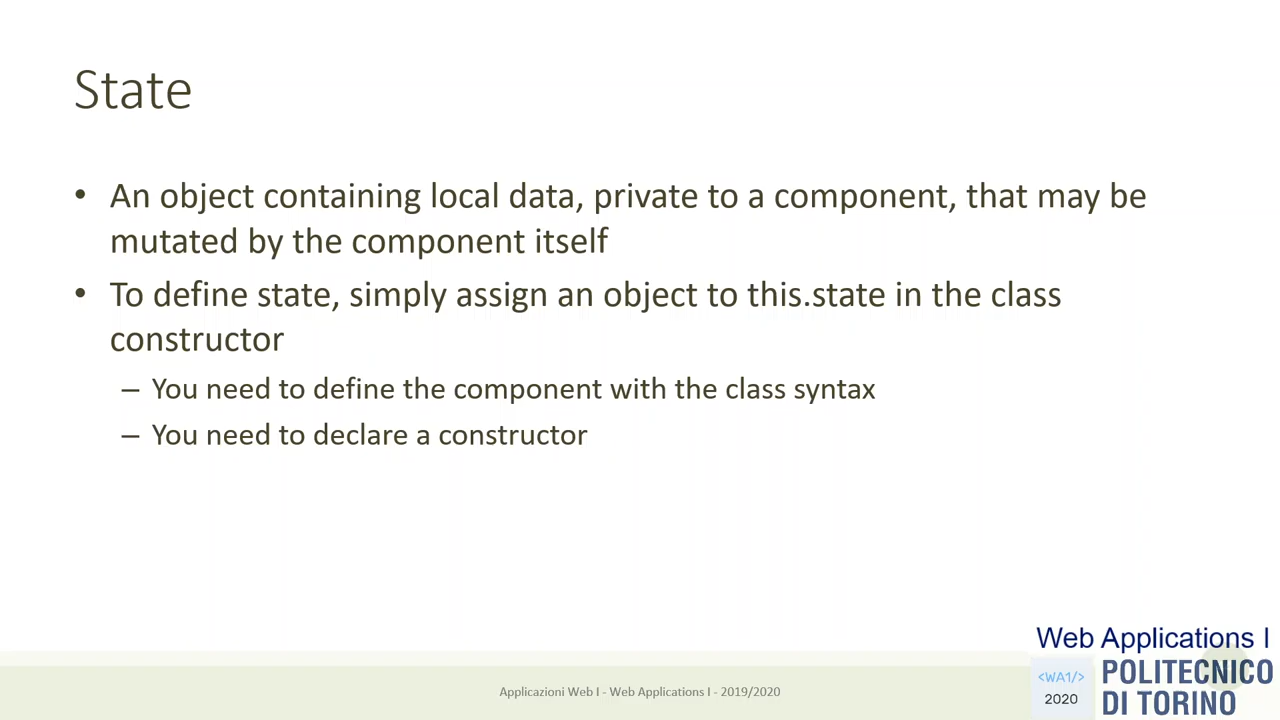 State
• An object containing local data, private to a component, that may be
mutated by the component itself
• To define state, simply assign an object to this.state in the class
constructor
– You need to define the component with the class syntax
– You need to declare a constructor
Web Applications I
Applicazioni Web I - Web Applications I - 2019/2020
<WA1/>
2020
POLITECNICO
DI TORINO